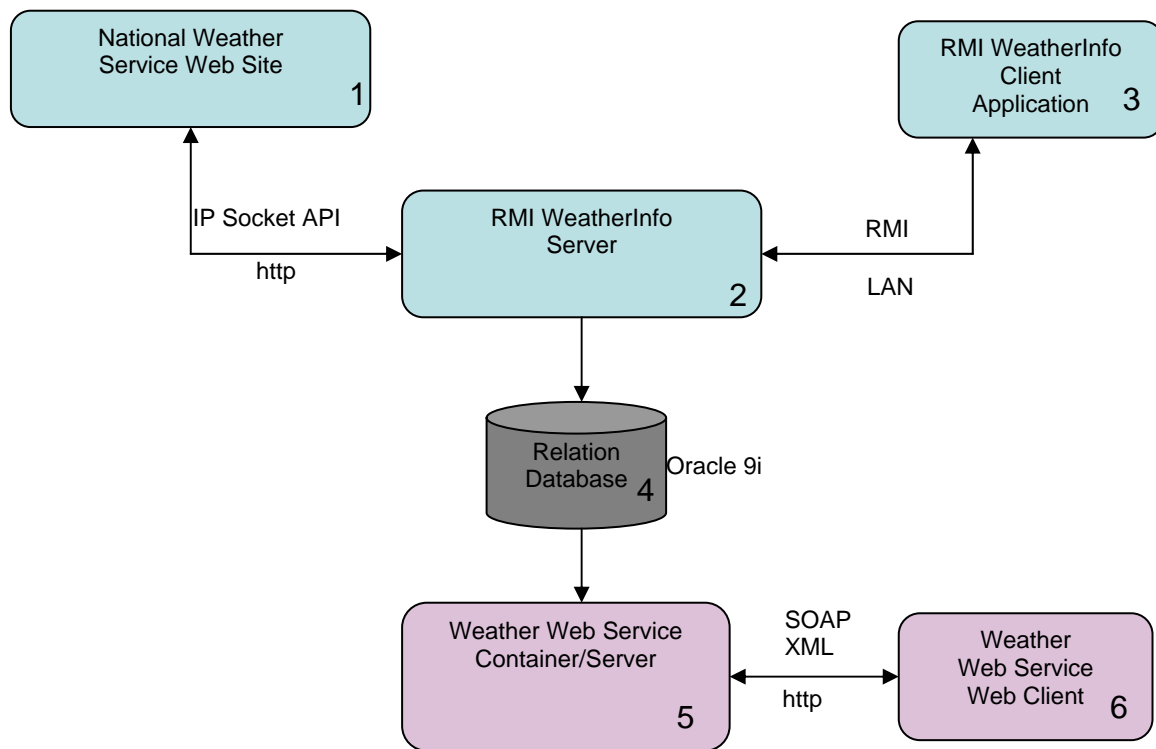 National Weather
Service Web Site
1
RMI WeatherInfo
Client
Application
3
IP Socket API
http
RMI WeatherInfo
Server
2
RMI
LAN
Relation
Database
4
Oracle 9i
Weather Web Service
Container/Server
5
SOAP
XML
http
Weather
Web Service
Web Client
6